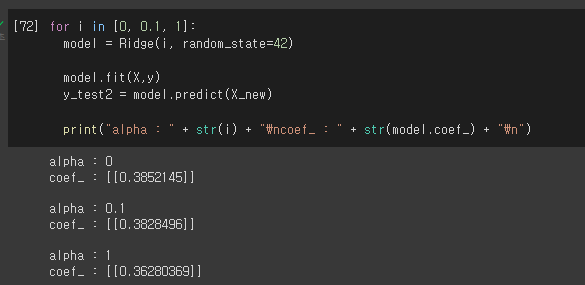 [72] for i in [0, 0.1, 1]:
model = Ridge(i, random_state=42)
model.fit(X,y)
y_test2 = model.predict(X_new)
print("alpha : " + str(i) + "₩ncoef_ : " + str(model.coef_) + "₩n")
alpha : 0
coef_ : [[0.3852145]]
alpha : 0.1
coef_ : [[0.3828496]]
alpha : 1
coef_ : [[0.36280369]]